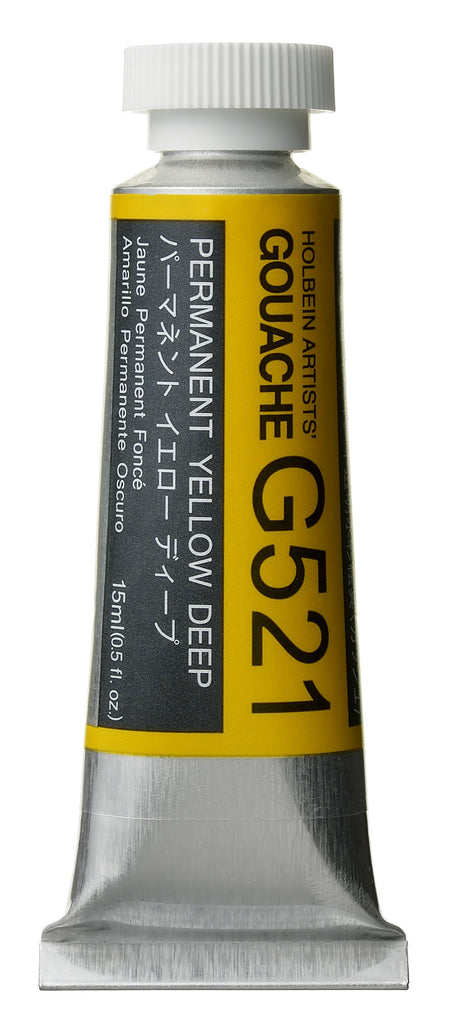 HOLBEIN ARTISTS'
GOUACHE G521
PERMANENT YELLOW DEEP
パーマネント イエロー ディープ
Jaune Permanent Foncé
Amarillo Permanente Oscuro
15ml(0.5 fl. oz.)